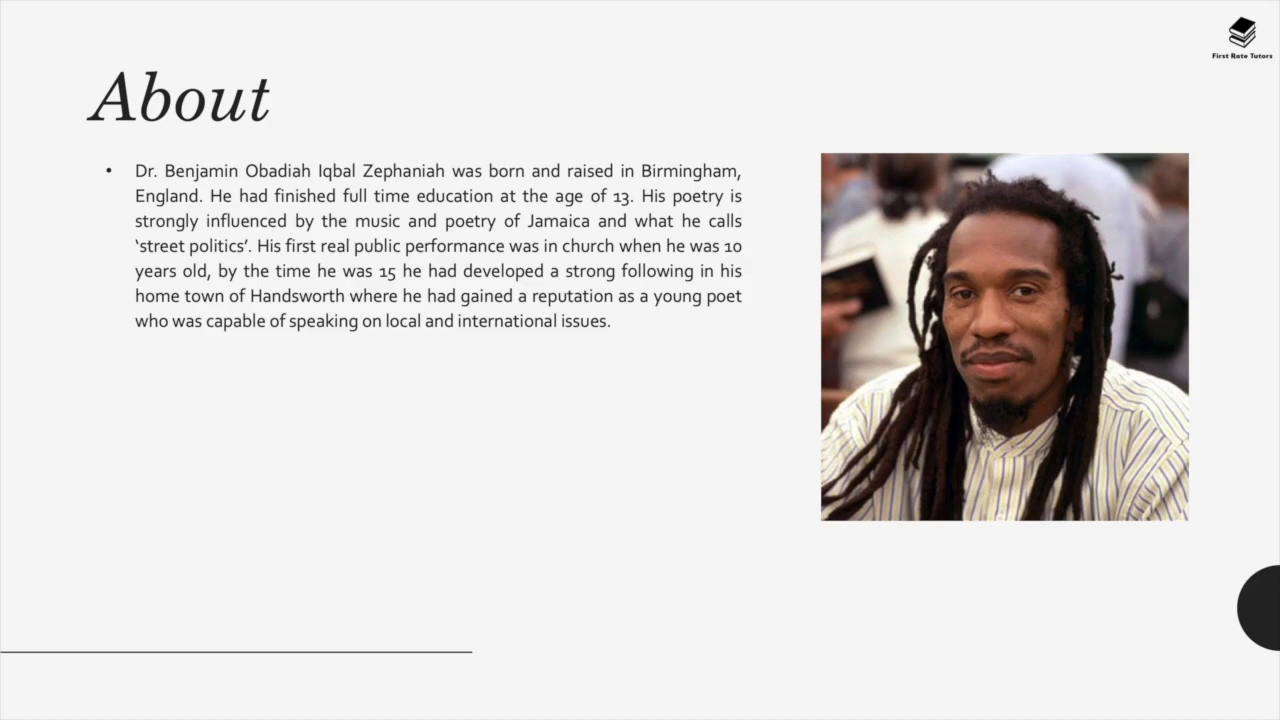 First Rate Tutors
About
• Dr. Benjamin Obadiah Iqbal Zephaniah was born and raised in Birmingham,
England. He had finished full time education at the age of 13. His poetry is
strongly influenced by the music and poetry of Jamaica and what he calls
‘street politics’. His first real public performance was in church when he was 10
years old, by the time he was 15 he had developed a strong following in his
home town of Handsworth where he had gained a reputation as a young poet
who was capable of speaking on local and international issues.